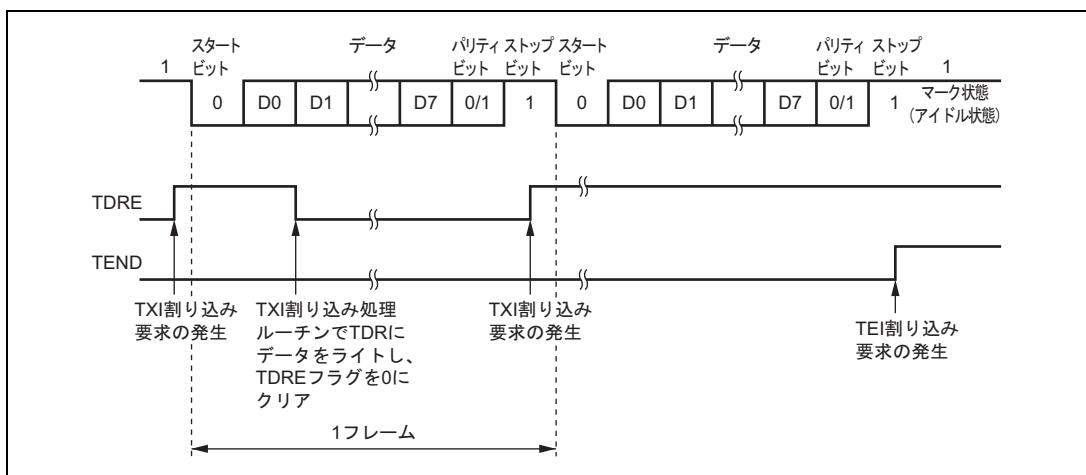 スタート
ビット
データ
パリティ
ビット
ストップ
ビット
スタート
ビット
データ
パリティ
ビット
ストップ
ビット
1
0
D0
D1
D7
0/1
1
0
D0
D1
D7
0/1
1
1
マーク状態
(アイドル状態)
TDRE
TEND
TXI割り込み
要求の発生
TXI割り込み処理
ルーチンでTDRに
データをライトし、
TDREフラグを0に
クリア
TXI割り込み
要求の発生
TEI割り込み
要求の発生
1フレーム